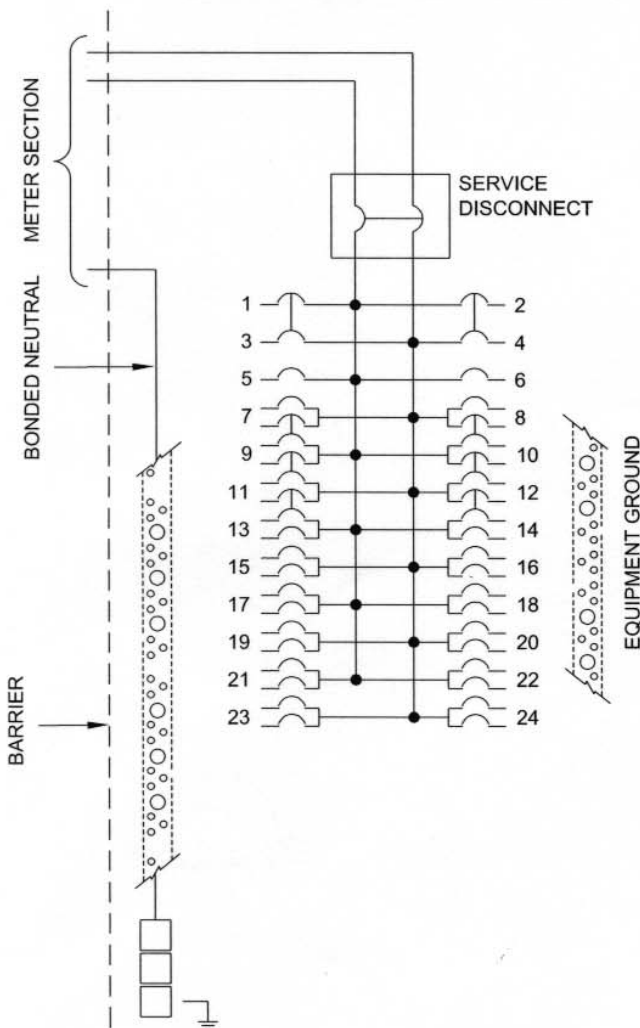 METER SECTION
SERVICE
DISCONNECT
BONDED NEUTRAL
1 2
3 4
5 6
7 8
9 10
11 12
13 14
15 16
17 18
19 20
21 22
23 24
EQUIPMENT GROUND
BARRIER